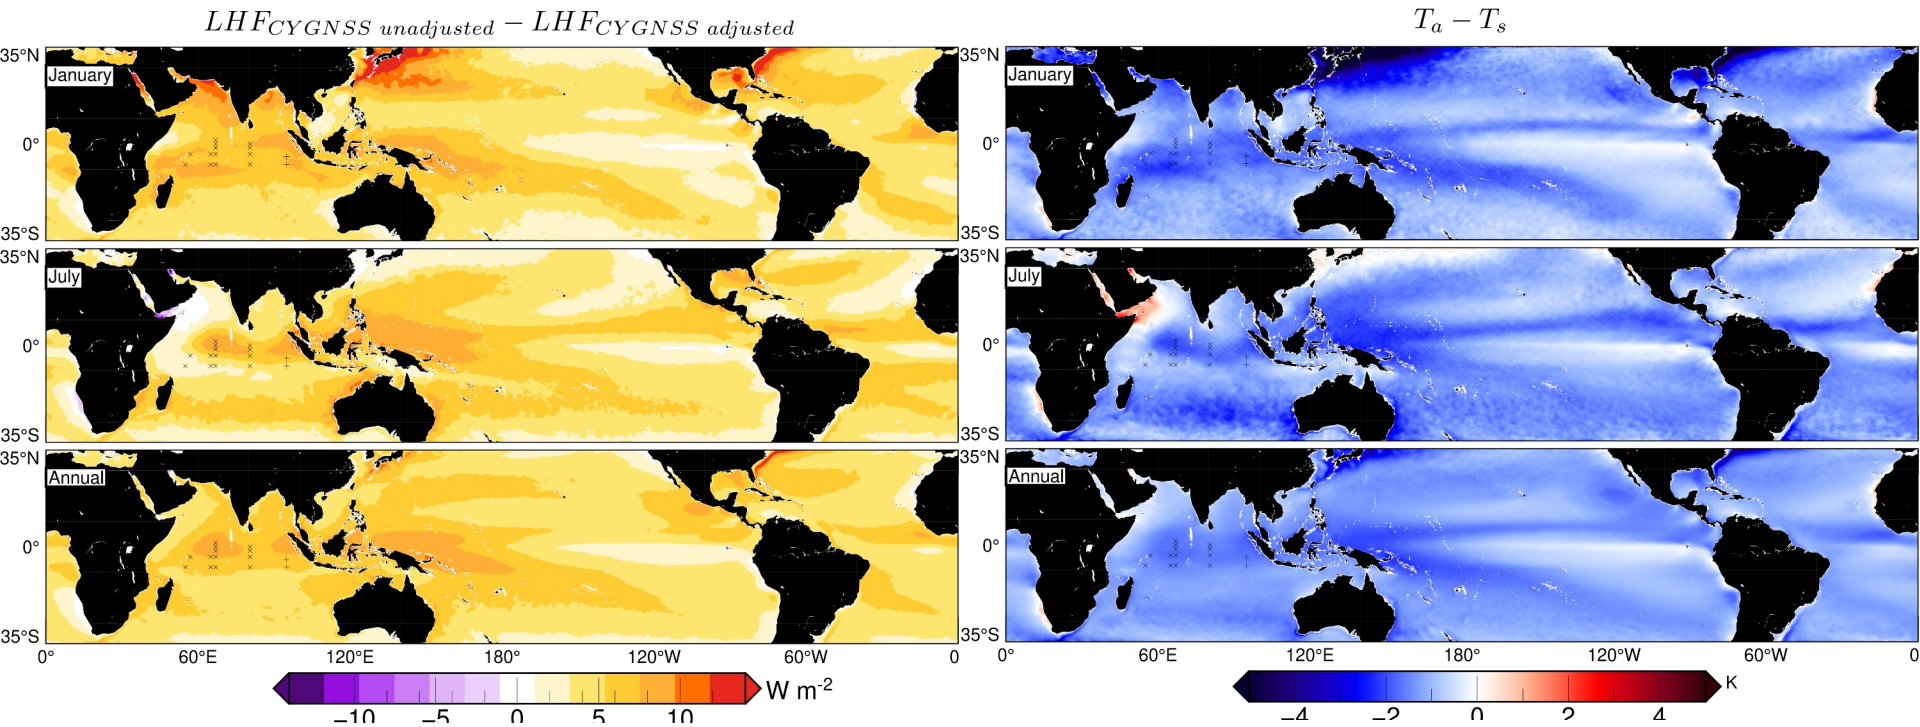 LHF_CYGNSS unadjusted − LHF_CYGNSS adjusted
T_a − T_s
35°N
January
0°
35°S
35°N
July
0°
35°S
35°N
Annual
0°
35°S
0° 60°E 120°E 180° 120°W 60°W 0
−10 −5 0 5 10 W m-2
35°N
January
0°
35°S
35°N
July
0°
35°S
35°N
Annual
0°
35°S
0° 60°E 120°E 180° 120°W 60°W 0
−4 −2 0 2 4 K